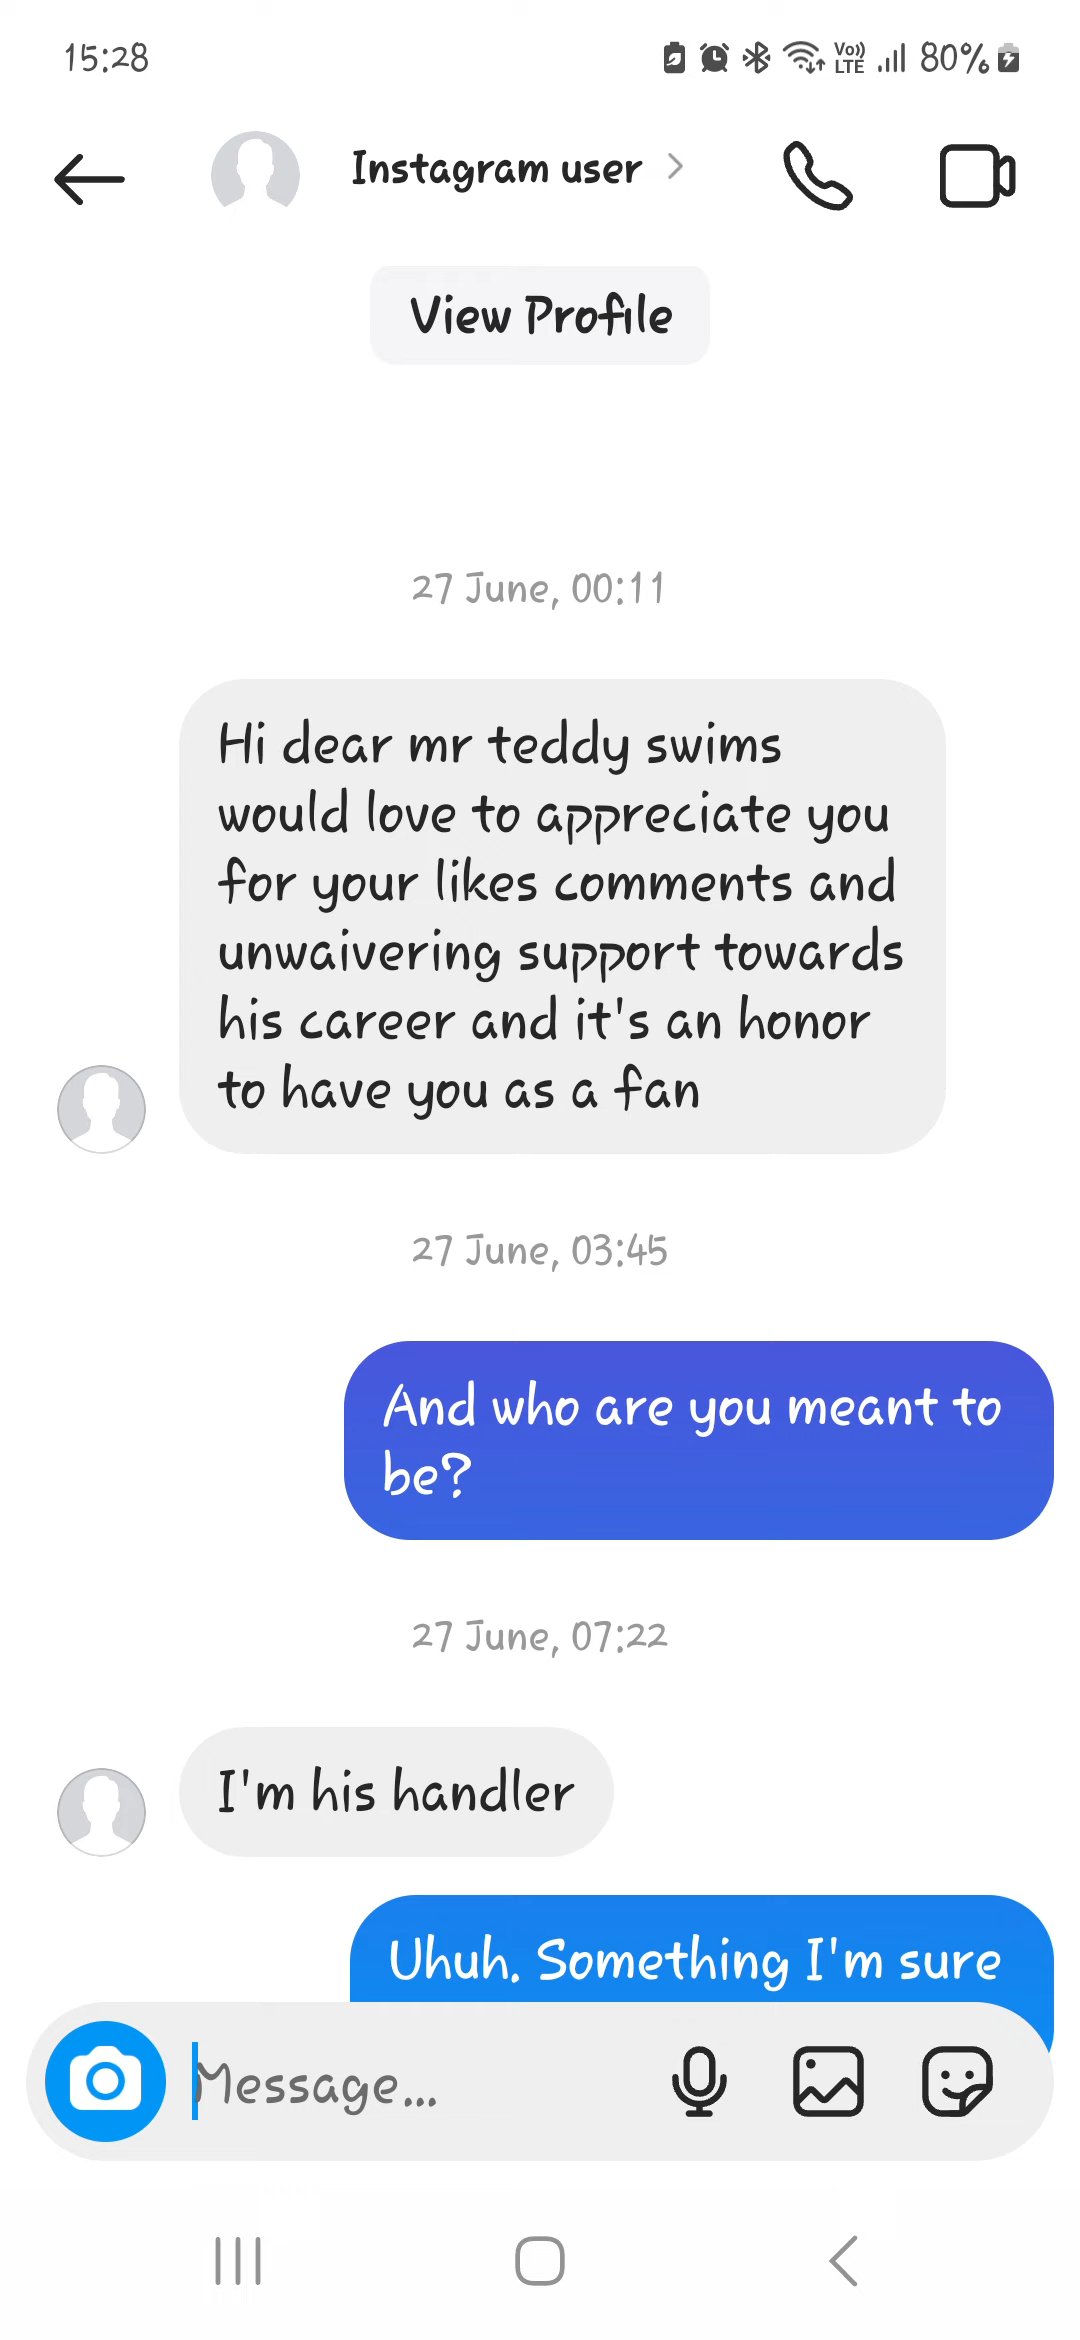 15:28 Vo)) LTE 80%
Instagram user
View Profile
27 June, 00:11
Hi dear mr teddy swims
would love to appreciate you
for your likes comments and
unwaivering support towards
his career and it's an honor
to have you as a fan
27 June, 03:45
And who are you meant to
be?
27 June, 07:22
I'm his handler
Uhuh. Something I'm sure
Message...